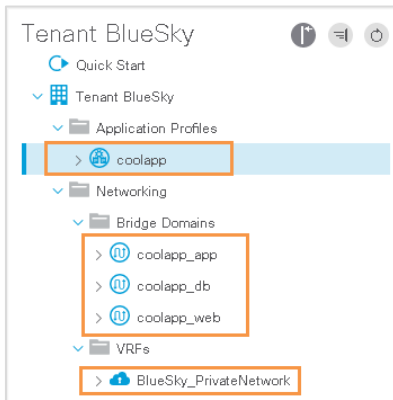 Tenant BlueSky
Quick Start
Tenant BlueSky
Application Profiles
coolapp
Networking
Bridge Domains
coolapp_app
coolapp_db
coolapp_web
VRFs
BlueSky_PrivateNetwork